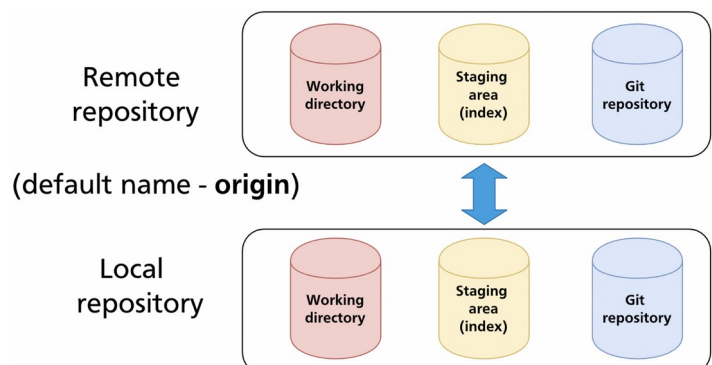 Remote
repository
Working
directory
Staging
area
(index)
Git
repository
(default name - origin)
Local
repository
Working
directory
Staging
area
(index)
Git
repository